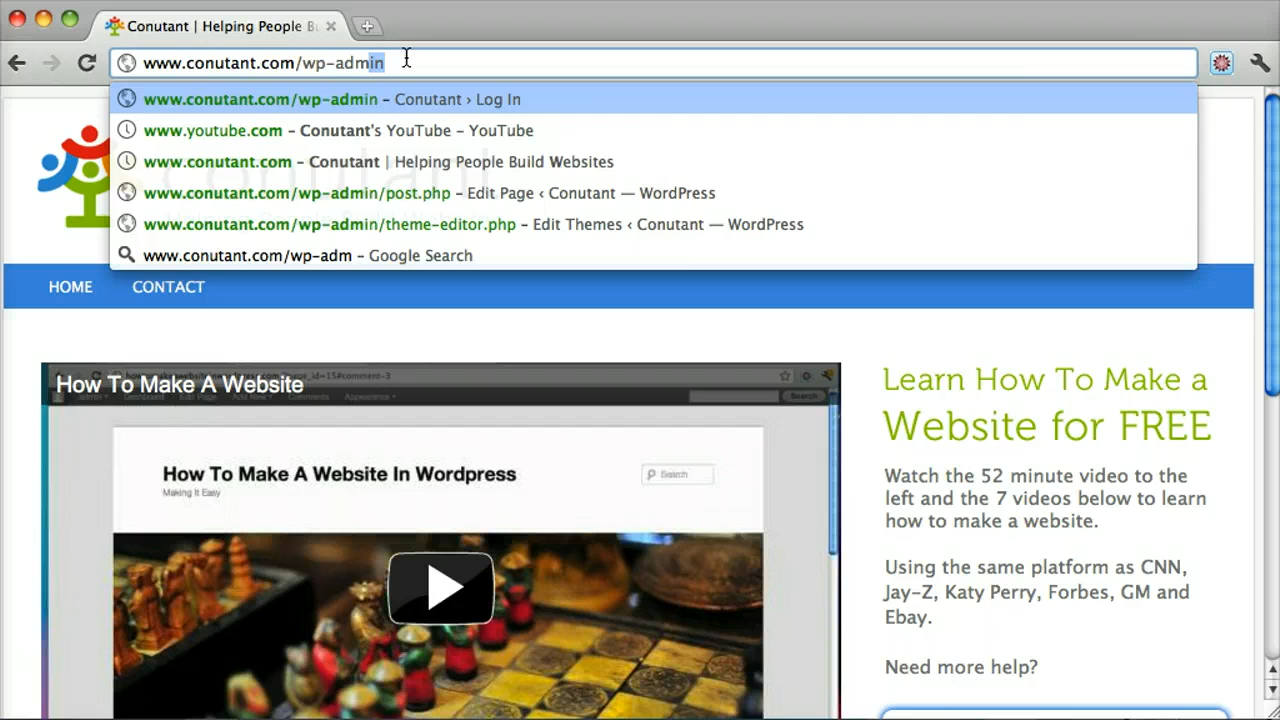 Conutant | Helping People B
www.conutant.com/wp-admin
www.conutant.com/wp-admin – Conutant › Log In
www.youtube.com – Conutant's YouTube – YouTube
www.conutant.com – Conutant | Helping People Build Websites
www.conutant.com/wp-admin/post.php – Edit Page ‹ Conutant — WordPress
www.conutant.com/wp-admin/theme-editor.php – Edit Themes ‹ Conutant — WordPress
www.conutant.com/wp-adm – Google Search
HOME CONTACT
How To Make A Website
Search
How To Make A Website In Wordpress
Making It Easy
Search
Learn How To Make a
Website for FREE
Watch the 52 minute video to the
left and the 7 videos below to learn
how to make a website.
Using the same platform as CNN,
Jay-Z, Katy Perry, Forbes, GM and
Ebay.
Need more help?